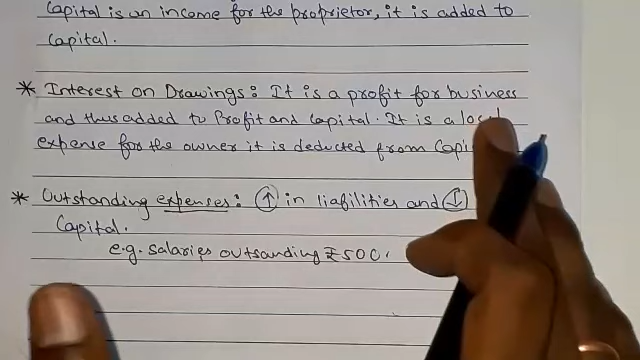 Capital is an income for the proprietor, it is added to
Capital.
* Interest on Drawings: It is a profit for business
and thus added to Profit and Capital. It is a
expense for the owner it is deducted from
* Outstanding expenses: ↑ in liafilities and ↓
Capital.
e.g. Salaries outsanding ₹500.